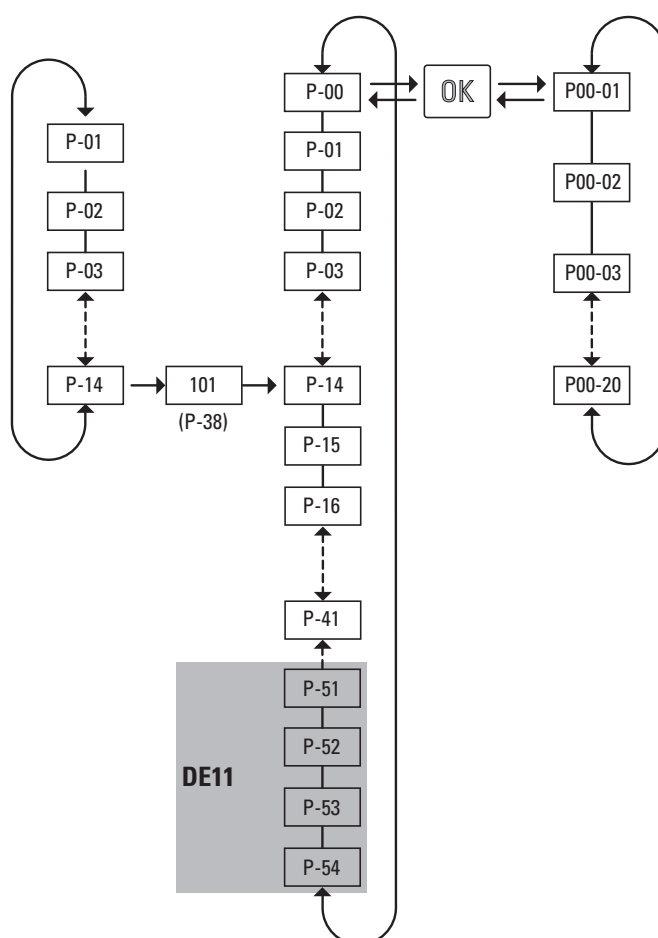 P-01
P-02
P-03
P-14
101
(P-38)
P-00
P-01
P-02
P-03
P-14
P-15
P-16
P-41
P-51
P-52
P-53
P-54
DE11
OK
P00-01
P00-02
P00-03
P00-20